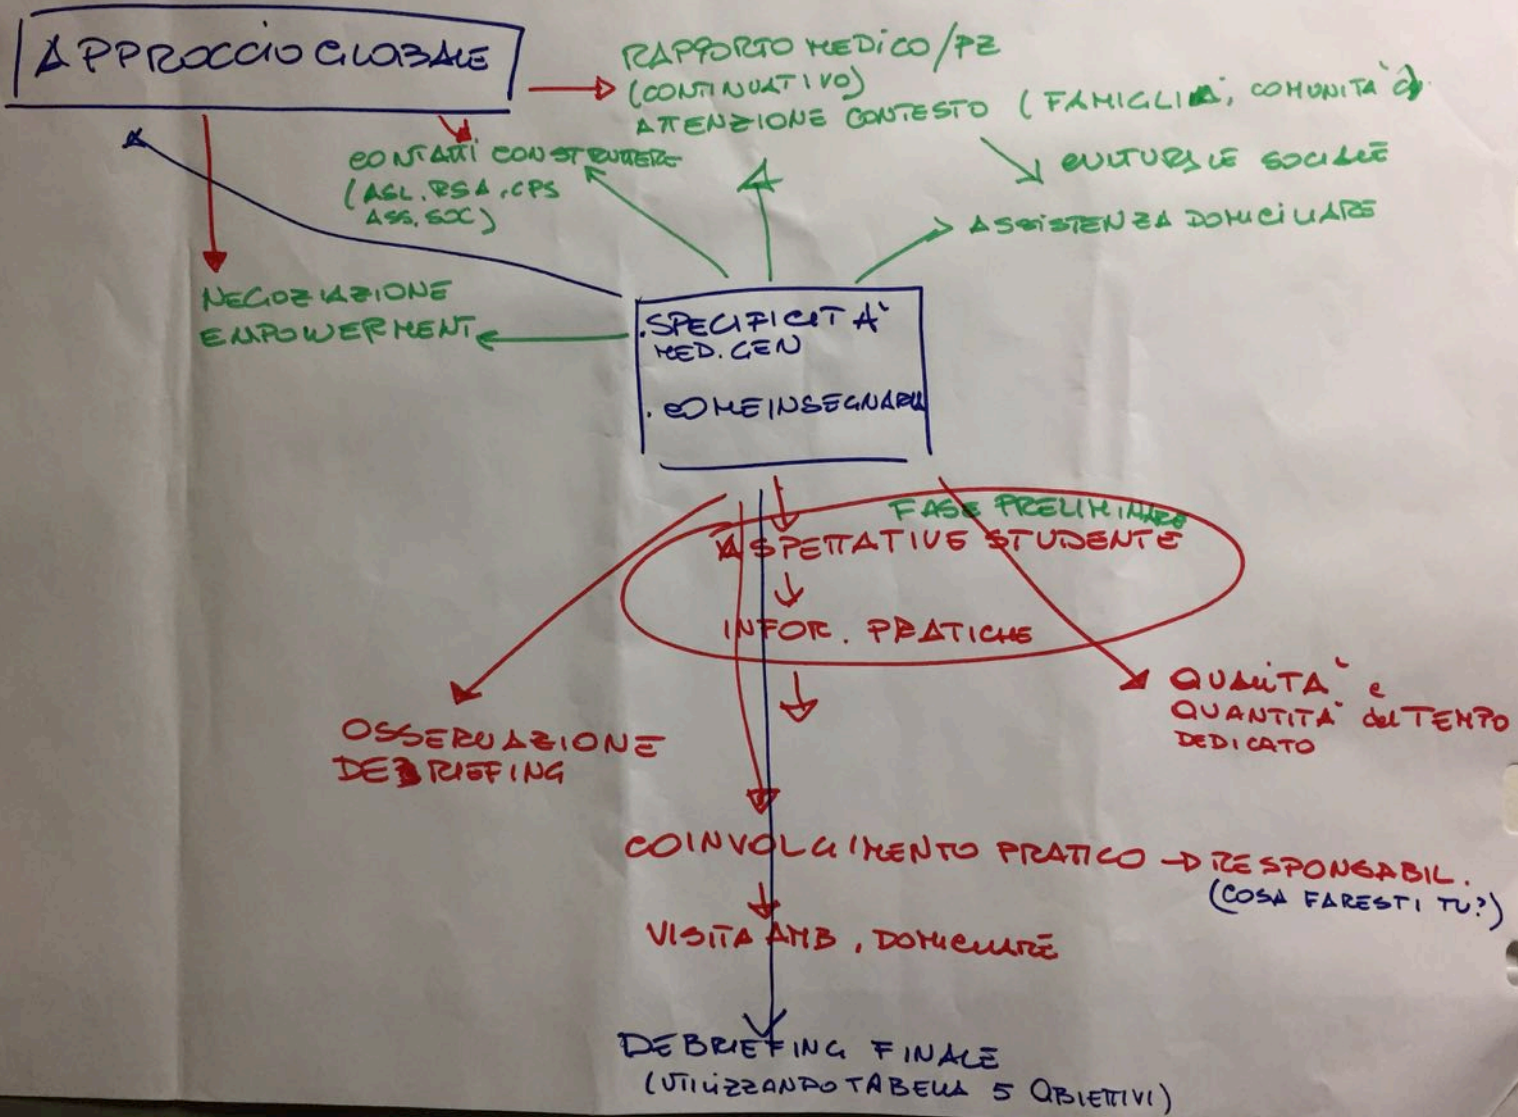 APPROCCIO GLOBALE
RAPPORTO MEDICO/PZ
(CONTINUATIVO)
ATTENZIONE CONTESTO (FAMIGLIA, COMUNITÀ)
CULTURALE SOCIALE
CONTATTI CON STRUTTURE
(ASL. RSA. CPS
ASS. SOC)
ASSISTENZA DOMICILIARE
NEGOZIAZIONE
EMPOWERMENT
. SPECIFICITÀ
MED. GEN
. COME INSEGNARLA
FASE PRELIMINARE
ASPETTATIVE STUDENTE
INFOR. PRATICHE
OSSERVAZIONE
DEBRIEFING
QUALITÀ e
QUANTITÀ del TEMPO
DEDICATO
COINVOLGIMENTO PRATICO → RESPONSABIL.
(COSA FARESTI TU?)
VISITA AMB. DOMICILIARE
DEBRIEFING FINALE
(UTILIZZANDO TABELLA 5 OBIETTIVI)